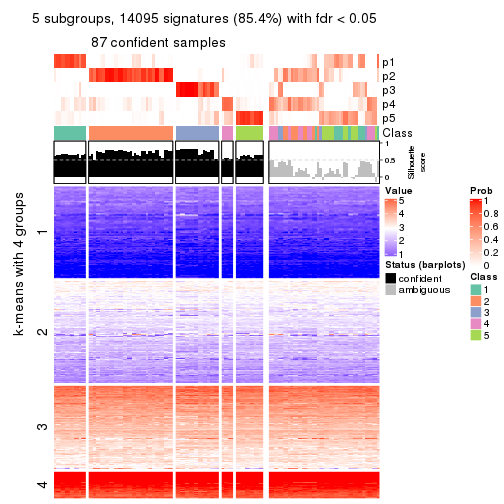 5 subgroups, 14095 signatures (85.4%) with fdr < 0.05
87 confident samples
p1
p2
p3
p4
p5
Class
1
0.5
0
Silhouette
score
k-means with 4 groups
1
2
3
4
Value
5
4
3
2
1
Status (barplots)
confident
ambiguous
Prob
1
0.8
0.6
0.4
0.2
0
Class
1
2
3
4
5